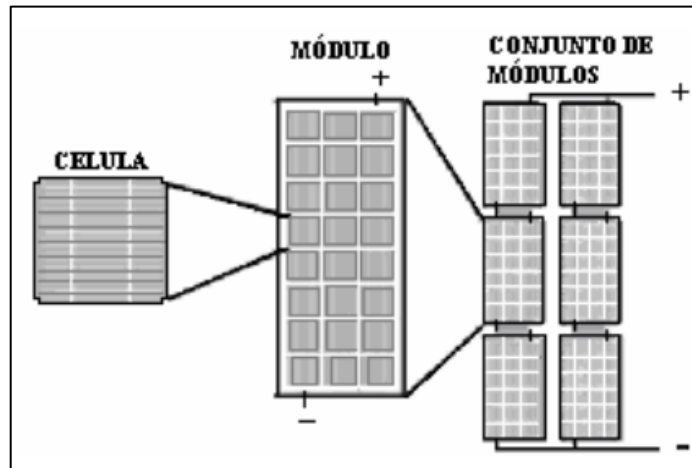 CELULA
MÓDULO
+
−
CONJUNTO DE
MÓDULOS
+
-